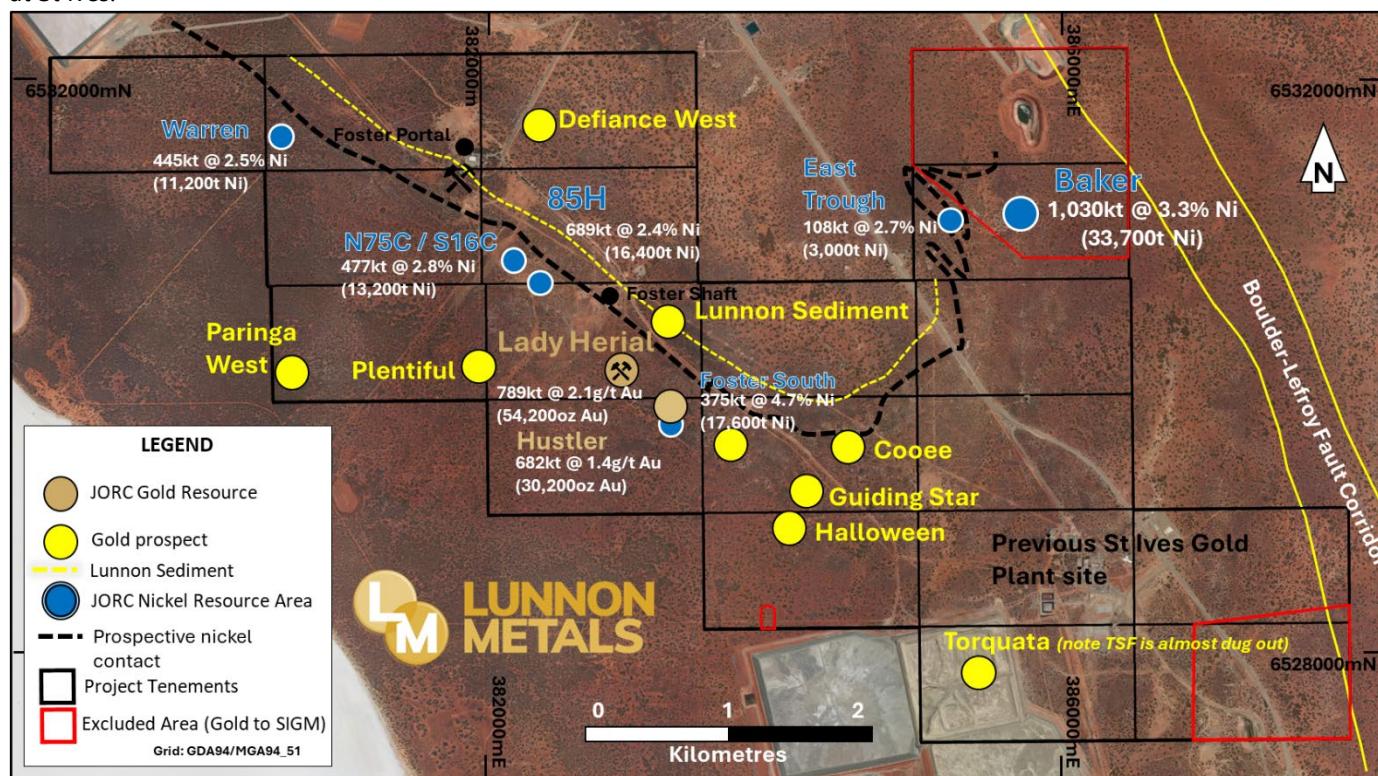 at St Ives.
382000m
386000mE
6532000mN
6532000mN
Warren
445kt @ 2.5% Ni
(11,200t Ni)
Foster Portal
Defiance West
85H
689kt @ 2.4% Ni
(16,400t Ni)
East
Trough
108kt @ 2.7% Ni
(3,000t Ni)
Baker
1,030kt @ 3.3% Ni
(33,700t Ni)
N
N75C / S16C
477kt @ 2.8% Ni
(13,200t Ni)
Foster Shaft
Lunnon Sediment
Paringa
West
Plentiful
Lady Herial
789kt @ 2.1g/t Au
(54,200oz Au)
Foster South
375kt @ 4.7% Ni
(17,600t Ni)
Hustler
682kt @ 1.4g/t Au
(30,200oz Au)
Cooee
Guiding Star
Halloween
Boulder-Lefroy Fault Corridor
Previous St Ives Gold
Plant site
Torquata (note TSF is almost dug out)
6528000mN
382000mE
386000mE
0 1 2
Kilometres
LM
LUNNON
METALS
LEGEND
JORC Gold Resource
Gold prospect
Lunnon Sediment
JORC Nickel Resource Area
Prospective nickel
contact
Project Tenements
Excluded Area (Gold to SIGM)
Grid: GDA94/MGA94_51